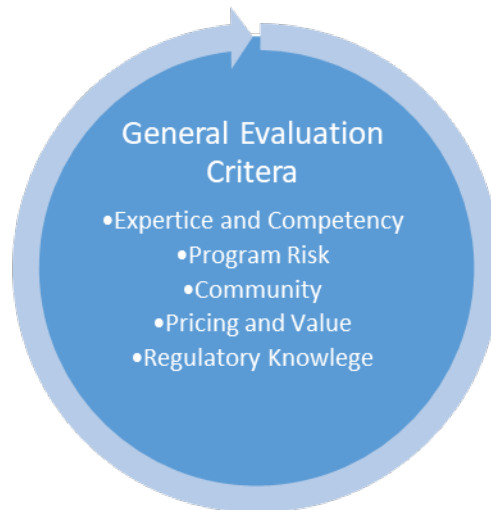 General Evaluation
Critera
•Expertice and Competency
•Program Risk
•Community
•Pricing and Value
•Regulatory Knowlege